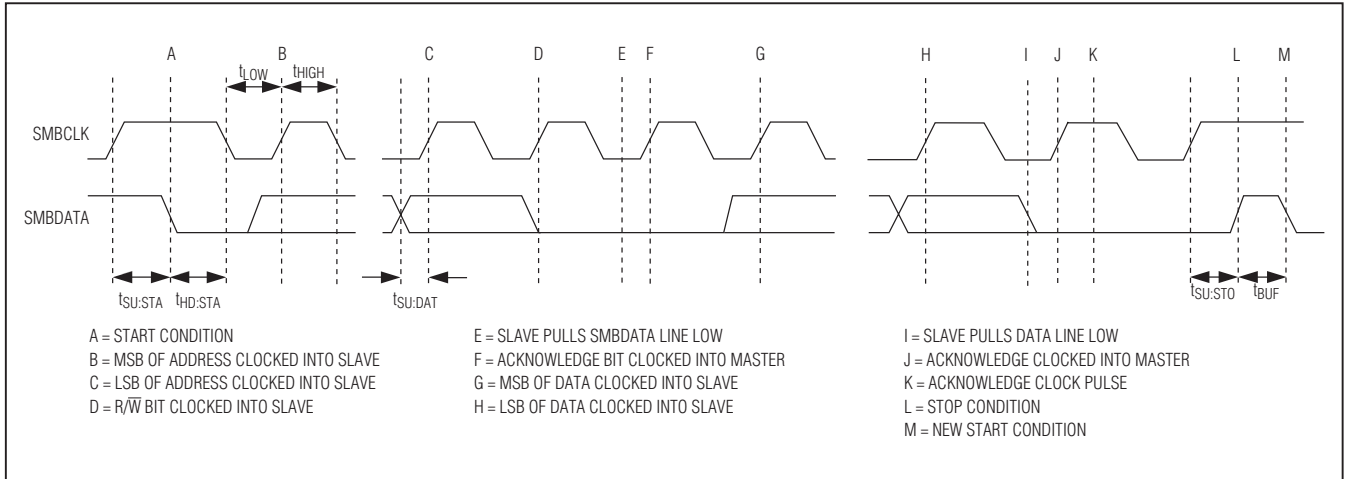 A B C D E F G H I J K L M
tLOW tHIGH
SMBCLK
SMBDATA
tSU:STA tHD:STA tSU:DAT tSU:STO tBUF
A = START CONDITION
B = MSB OF ADDRESS CLOCKED INTO SLAVE
C = LSB OF ADDRESS CLOCKED INTO SLAVE
D = R/W̅ BIT CLOCKED INTO SLAVE
E = SLAVE PULLS SMBDATA LINE LOW
F = ACKNOWLEDGE BIT CLOCKED INTO MASTER
G = MSB OF DATA CLOCKED INTO SLAVE
H = LSB OF DATA CLOCKED INTO SLAVE
I = SLAVE PULLS DATA LINE LOW
J = ACKNOWLEDGE CLOCKED INTO MASTER
K = ACKNOWLEDGE CLOCK PULSE
L = STOP CONDITION
M = NEW START CONDITION